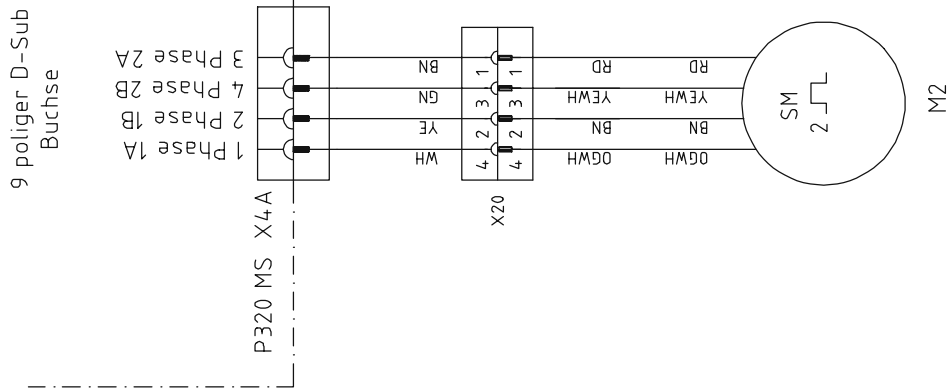 9 poliger D-Sub
Buchse
P320 MS X4A
3 Phase 2A
4 Phase 2B
2 Phase 1B
1 Phase 1A
BN
GN
YE
WH
X20
1 1
3 3
2 2
4 4
RD RD
YEWH YEWH
BN BN
OGWH OGWH
SM
2
M2